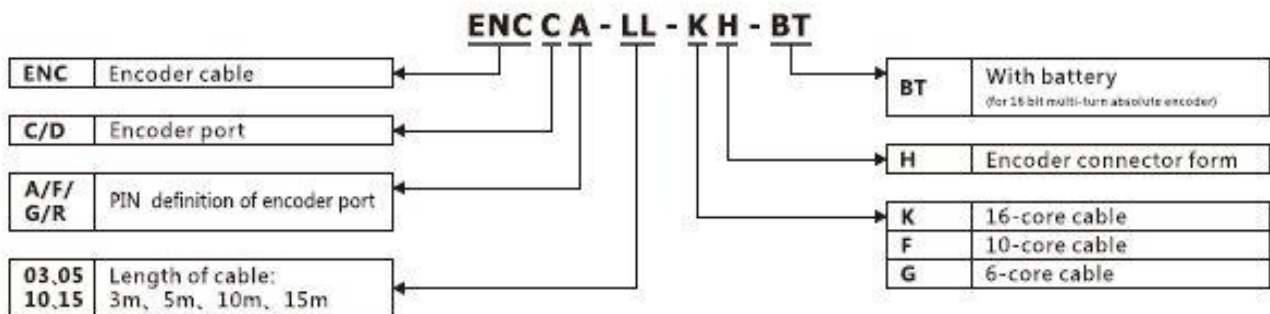 ENC C A - LL - K H - BT
ENC Encoder cable
C/D Encoder port
A/F/
G/R PIN definition of encoder port
03、05 Length of cable:
10、15 3m、5m、10m、15m
BT With battery
(for 16 bit multi-turn absolute encoder)
H Encoder connector form
K 16-core cable
F 10-core cable
G 6-core cable